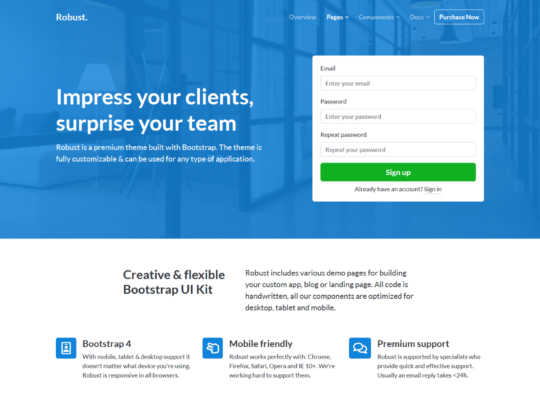 Robust.
Overview Pages Components Docs Purchase Now
Email
Enter your email
Password
Enter your password
Repeat password
Repeat your password
Sign up
Already have an account? Sign in
Impress your clients,
surprise your team
Robust is a premium theme built with Bootstrap. The theme is
fully customizable & can be used for any type of application.
Creative & flexible
Bootstrap UI Kit
Robust includes various demo pages for building
your custom app, blog or landing page. All code is
handwritten, all our components are optimized for
desktop, tablet and mobile.
Bootstrap 4
With mobile, tablet & desktop support it
doesn't matter what device you're using.
Robust is responsive in all browsers.
Mobile friendly
Robust works perfectly with: Chrome,
Firefox, Safari, Opera and IE 10+. We're
working hard to support them.
Premium support
Robust is supported by specialists who
provide quick and effective support.
Usually an email reply takes <24h.